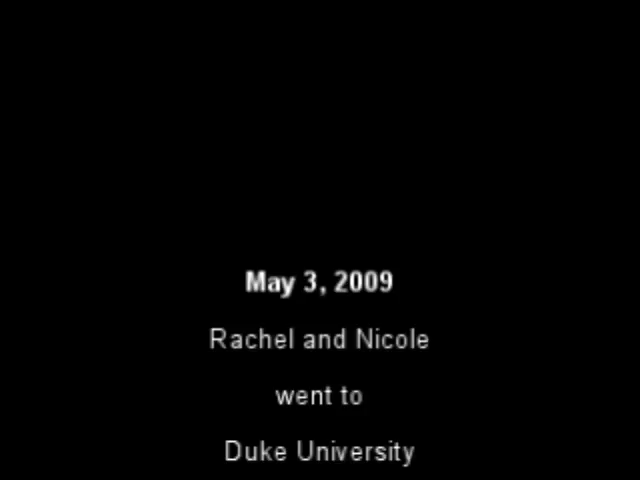 May 3, 2009
Rachel and Nicole
went to
Duke University